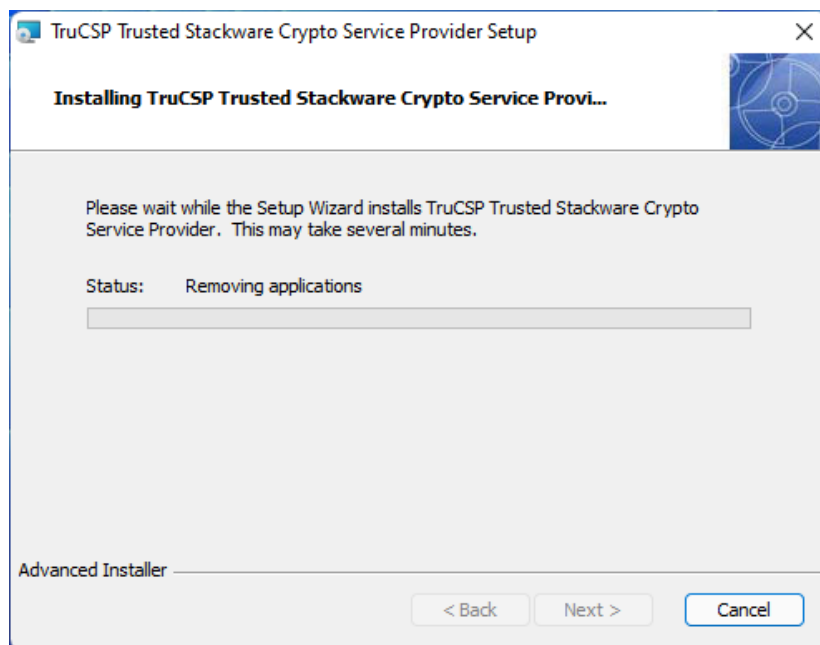 TruCSP Trusted Stackware Crypto Service Provider Setup
Installing TruCSP Trusted Stackware Crypto Service Provi...
Please wait while the Setup Wizard installs TruCSP Trusted Stackware Crypto
Service Provider. This may take several minutes.
Status: Removing applications
Advanced Installer
< Back Next > Cancel